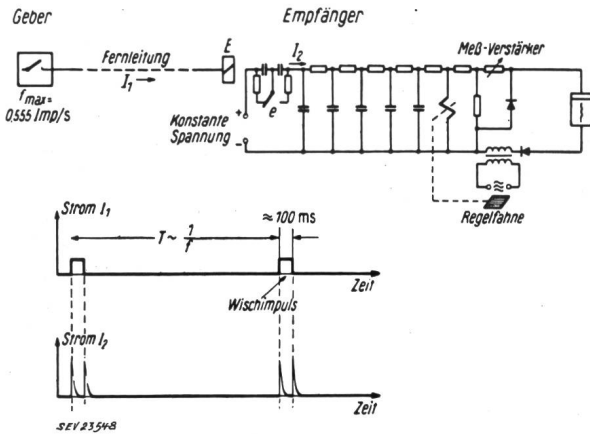 Geber
Empfänger
Fernleitung
I₁
E
I₂
Meß-Verstärker
fmax=
0,555 Imp/s
e
Konstante
Spannung
+
-
Regelfahne
Strom I₁
T ~ 1/f
≈100 ms
Zeit
Wischimpuls
Strom I₂
Zeit
SEV 23548